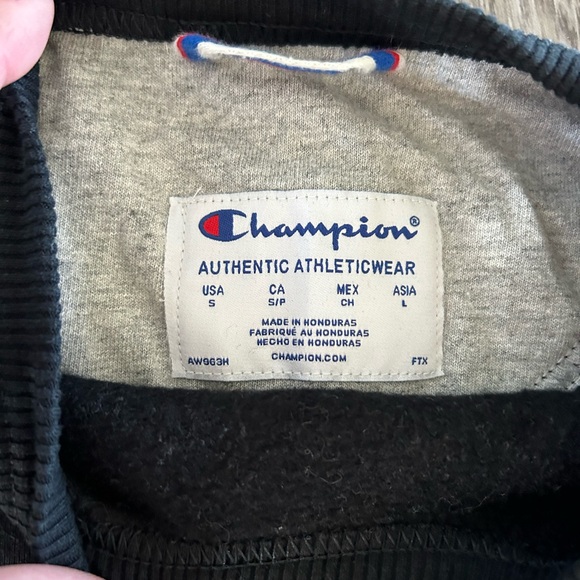 Champion®
AUTHENTIC ATHLETICWEAR
USA CA MEX ASIA
S S/P CH L
MADE IN HONDURAS
FABRIQUÉ AU HONDURAS
HECHO EN HONDURAS
AW963H CHAMPION.COM FTX